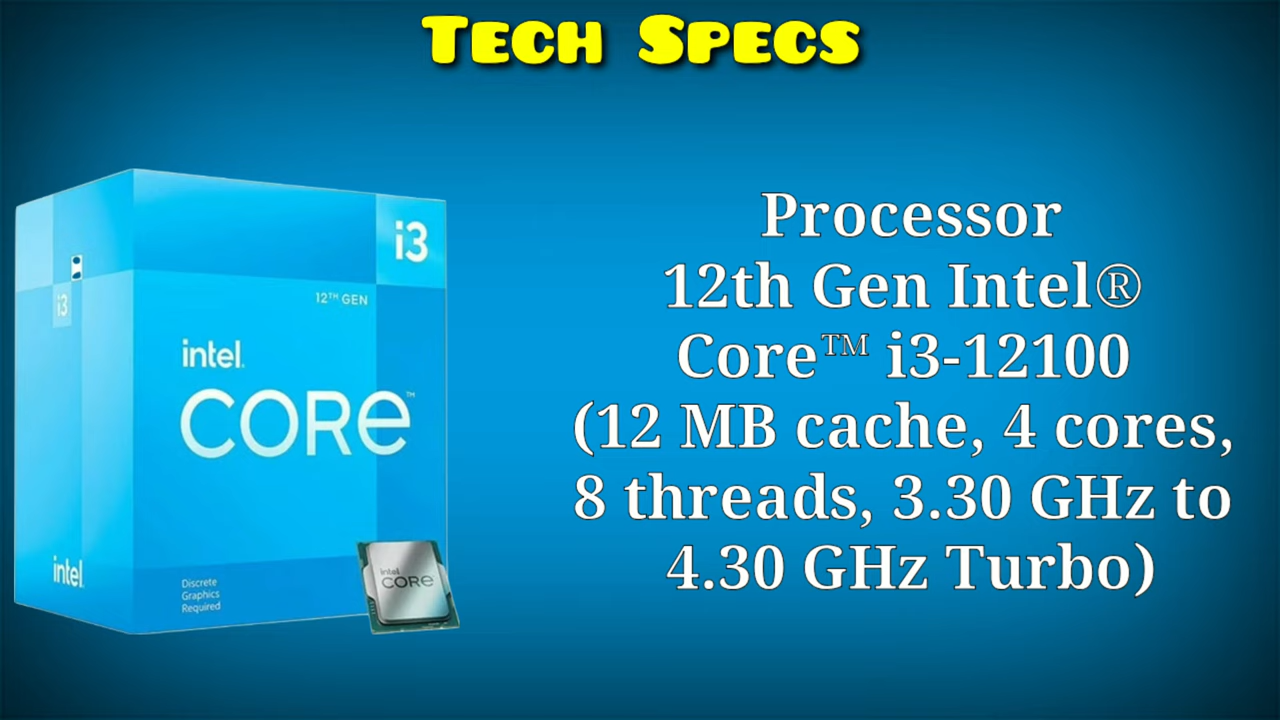 Tech Specs
i3
12TH GEN
i3
intel.
CORE™
intel.
Discrete
Graphics
Required
intel
CORE
Processor
12th Gen Intel®
Core™ i3-12100
(12 MB cache, 4 cores,
8 threads, 3.30 GHz to
4.30 GHz Turbo)